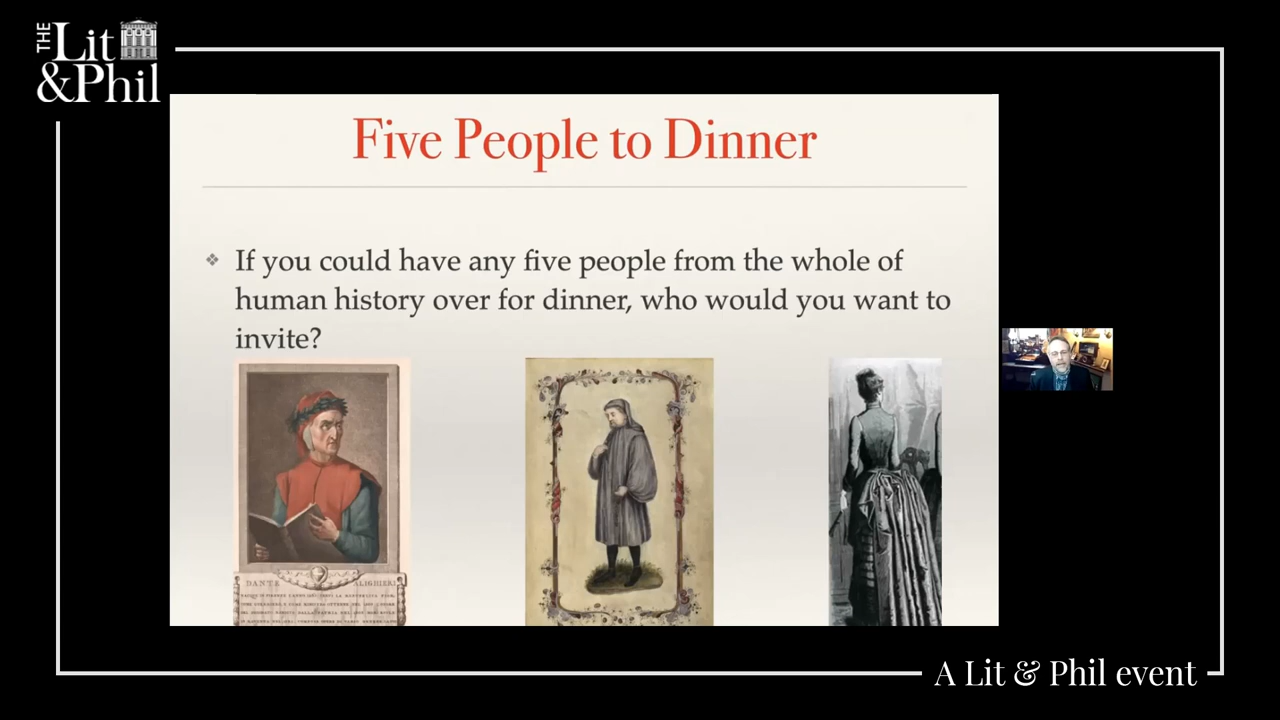 THE
Lit
&Phil
Five People to Dinner
If you could have any five people from the whole of
human history over for dinner, who would you want to
invite?
DANTE ALIGHIERI
A Lit & Phil event